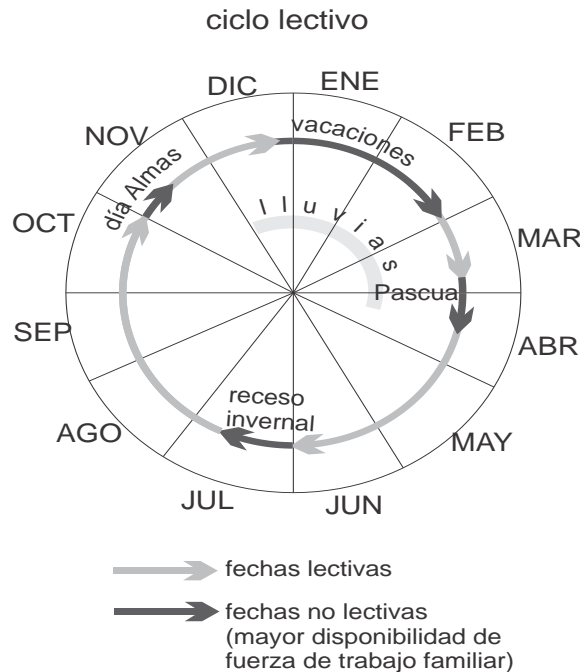 ciclo lectivo
DIC
ENE
NOV
vacaciones
FEB
día Almas
lluvias
OCT
MAR
Pascua
SEP
ABR
receso
invernal
AGO
MAY
JUL
JUN
fechas lectivas
fechas no lectivas
(mayor disponibilidad de
fuerza de trabajo familiar)